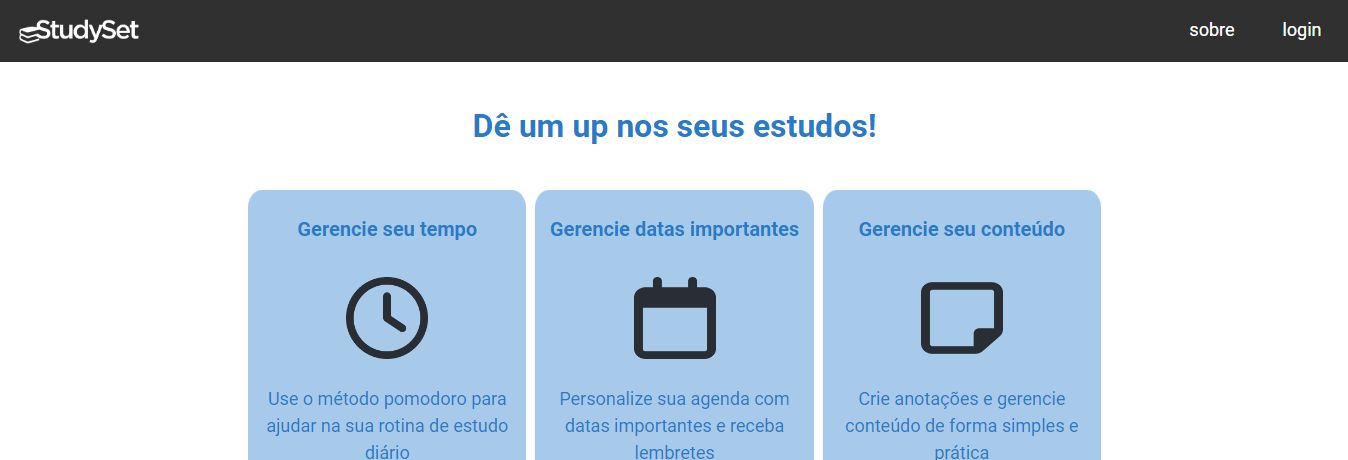 StudySet
sobre
login
Dê um up nos seus estudos!
Gerencie seu tempo
Use o método pomodoro para
ajudar na sua rotina de estudo
diário
Gerencie datas importantes
Personalize sua agenda com
datas importantes e receba
lembretes
Gerencie seu conteúdo
Crie anotações e gerencie
conteúdo de forma simples e
prática